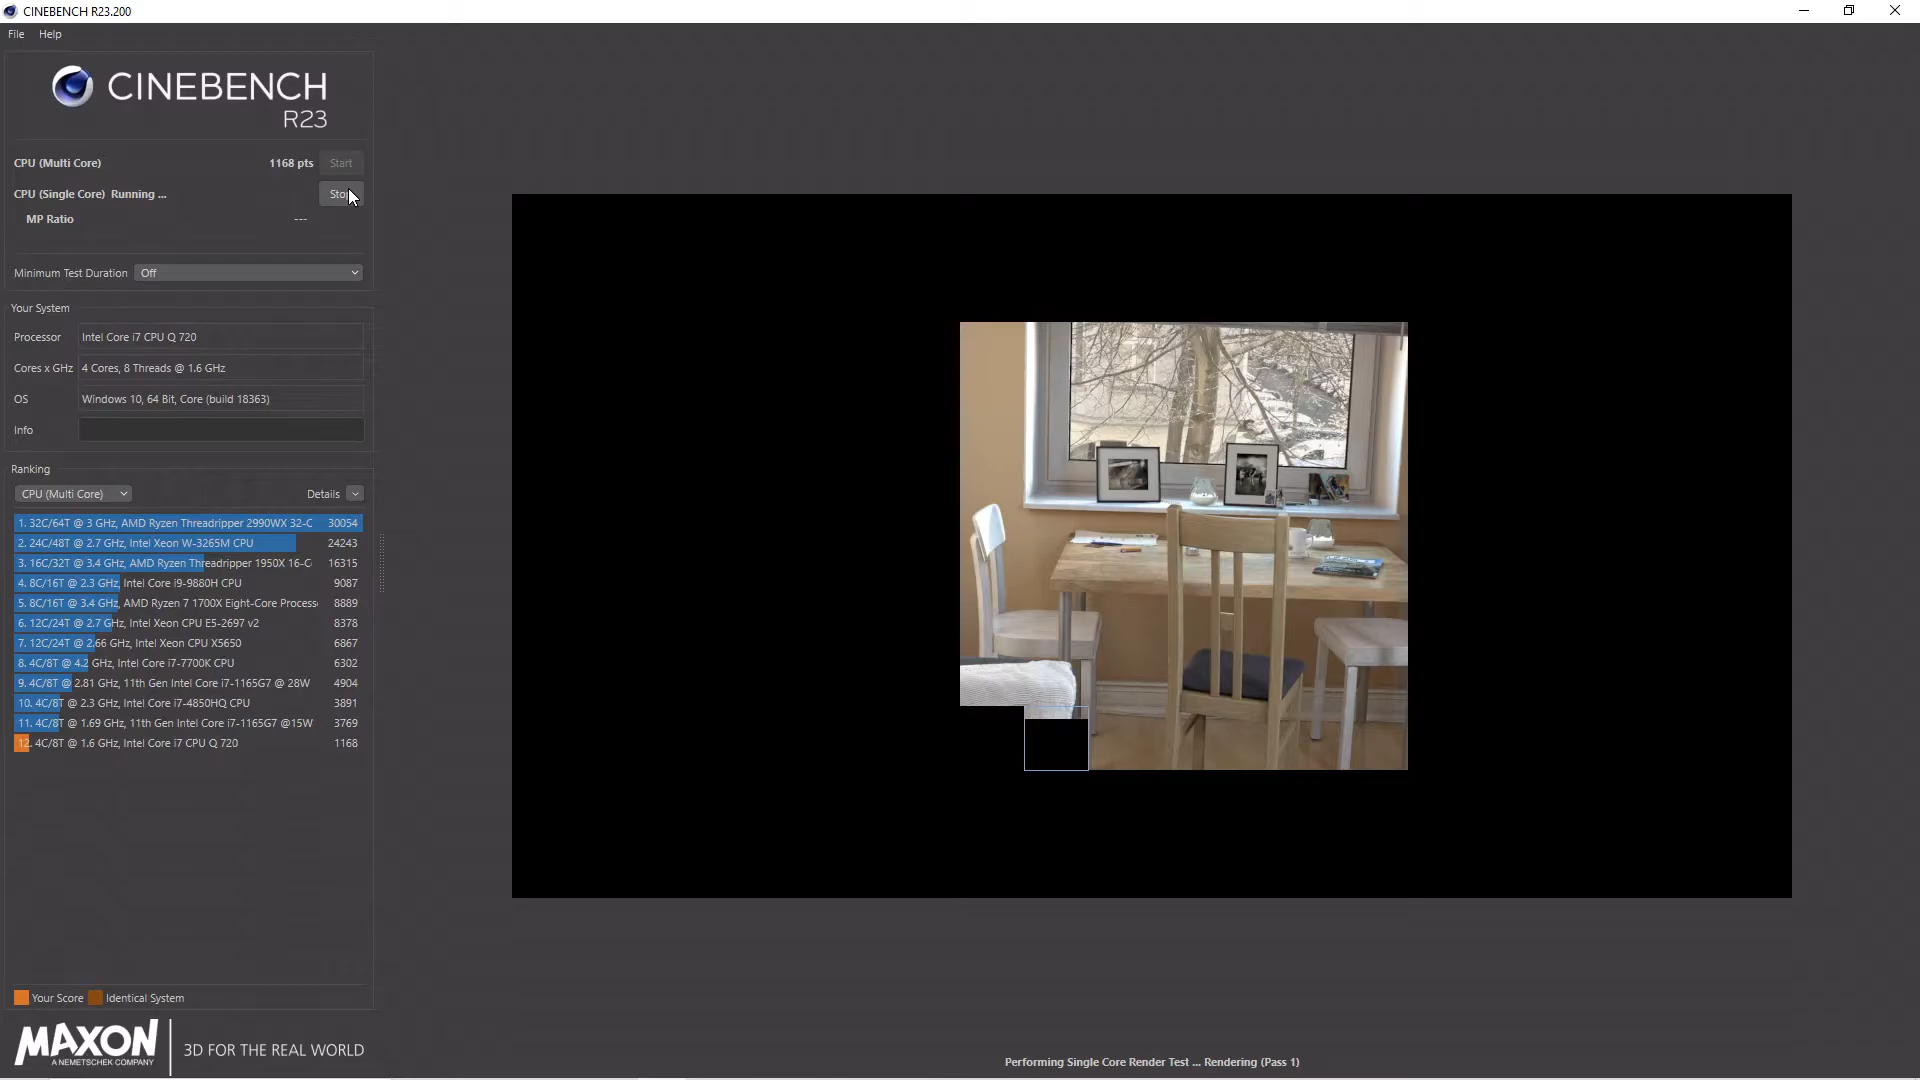 CINEBENCH R23.200
File Help
CINEBENCH
R23
CPU (Multi Core) 1168 pts Start
CPU (Single Core) Running ... Stop
MP Ratio ---
Minimum Test Duration Off
Your System
Processor Intel Core i7 CPU Q 720
Cores x GHz 4 Cores, 8 Threads @ 1.6 GHz
OS Windows 10, 64 Bit, Core (build 18363)
Info
Ranking
CPU (Multi Core) Details
1. 32C/64T @ 3 GHz, AMD Ryzen Threadripper 2990WX 32-C 30054
2. 24C/48T @ 2.7 GHz, Intel Xeon W-3265M CPU 24243
3. 16C/32T @ 3.4 GHz, AMD Ryzen Threadripper 1950X 16-C 16315
4. 8C/16T @ 2.3 GHz, Intel Core i9-9880H CPU 9087
5. 8C/16T @ 3.4 GHz, AMD Ryzen 7 1700X Eight-Core Process 8889
6. 12C/24T @ 2.7 GHz, Intel Xeon CPU E5-2697 v2 8378
7. 12C/24T @ 2.66 GHz, Intel Xeon CPU X5650 6867
8. 4C/8T @ 4.2 GHz, Intel Core i7-7700K CPU 6302
9. 4C/8T @ 2.81 GHz, 11th Gen Intel Core i7-1165G7 @ 28W 4904
10. 4C/8T @ 2.3 GHz, Intel Core i7-4850HQ CPU 3891
11. 4C/8T @ 1.69 GHz, 11th Gen Intel Core i7-1165G7 @15W 3769
12. 4C/8T @ 1.6 GHz, Intel Core i7 CPU Q 720 1168
Your Score Identical System
MAXON
A NEMETSCHEK COMPANY
3D FOR THE REAL WORLD
Performing Single Core Render Test ... Rendering (Pass 1)